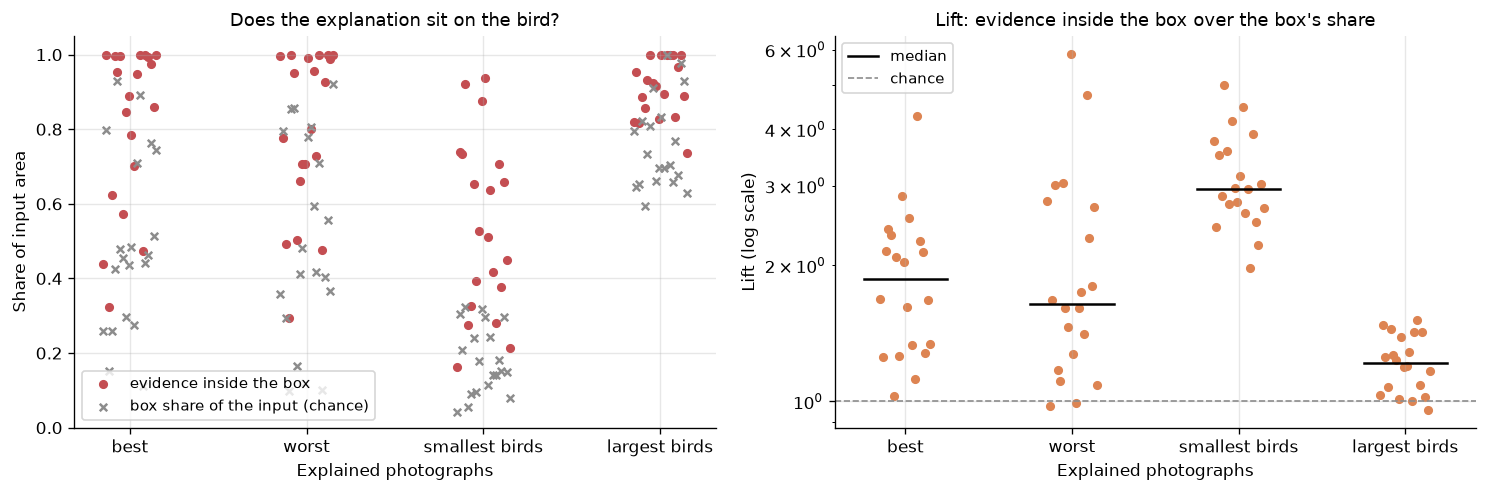 Does the explanation sit on the bird?
Share of input area
1.0
0.8
0.6
0.4
0.2
0.0
evidence inside the box
box share of the input (chance)
best worst smallest birds largest birds
Explained photographs
Lift: evidence inside the box over the box's share
Lift (log scale)
6 × 10⁰
4 × 10⁰
3 × 10⁰
2 × 10⁰
10⁰
median
chance
best worst smallest birds largest birds
Explained photographs